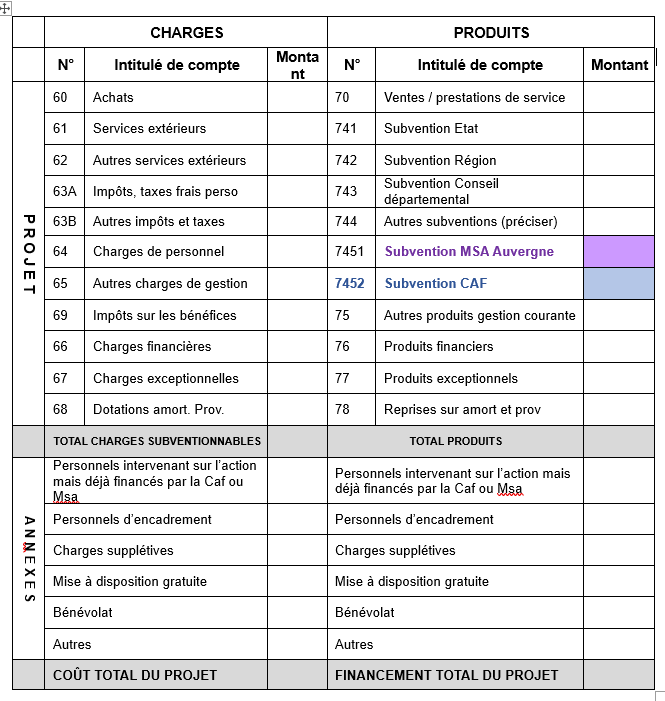 CHARGES PRODUITS
N° Intitulé de compte Monta N° Intitulé de compte Montant
nt
60 Achats 70 Ventes / prestations de service
61 Services extérieurs 741 Subvention Etat
62 Autres services extérieurs 742 Subvention Région
63A Impôts, taxes frais perso 743 Subvention Conseil
départemental
63B Autres impôts et taxes 744 Autres subventions (préciser)
64 Charges de personnel 7451 Subvention MSA Auvergne
65 Autres charges de gestion 7452 Subvention CAF
69 Impôts sur les bénéfices 75 Autres produits gestion courante
66 Charges financières 76 Produits financiers
67 Charges exceptionnelles 77 Produits exceptionnels
68 Dotations amort. Prov. 78 Reprises sur amort et prov
PROJET
TOTAL CHARGES SUBVENTIONNABLES TOTAL PRODUITS
Personnels intervenant sur l'action Personnels intervenant sur l'action mais
mais déjà financés par la Caf ou déjà financés par la Caf ou Msa
Msa
Personnels d'encadrement Personnels d'encadrement
Charges supplétives Charges supplétives
Mise à disposition gratuite Mise à disposition gratuite
Bénévolat Bénévolat
Autres Autres
ANNEXES
COÛT TOTAL DU PROJET FINANCEMENT TOTAL DU PROJET